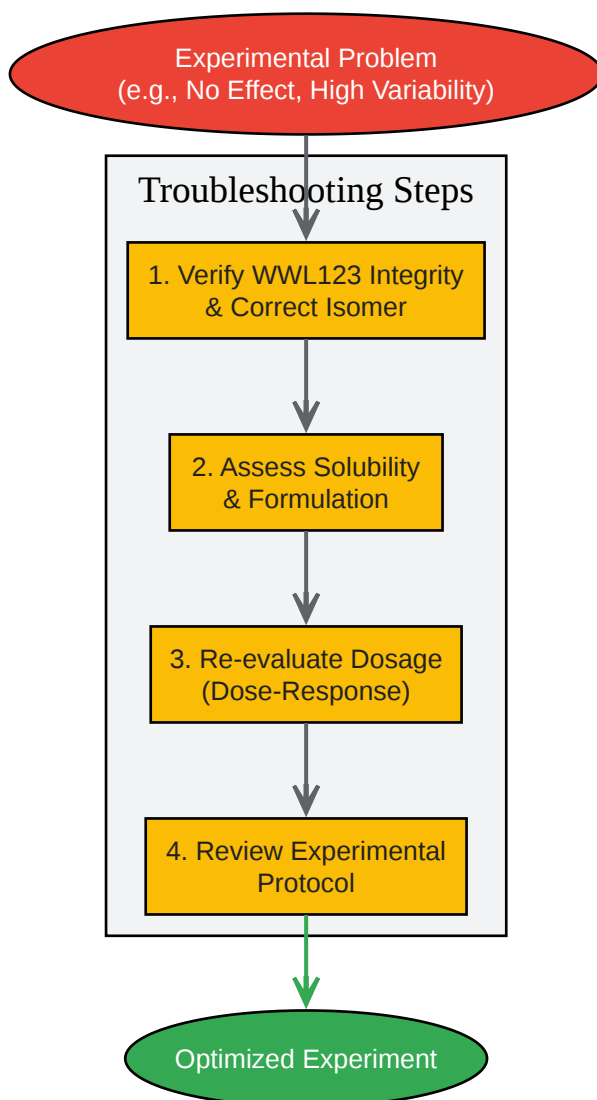 Experimental Problem
(e.g., No Effect, High Variability)
Troubleshooting Steps
1. Verify WWL123 Integrity
& Correct Isomer
2. Assess Solubility
& Formulation
3. Re-evaluate Dosage
(Dose-Response)
4. Review Experimental
Protocol
Optimized Experiment